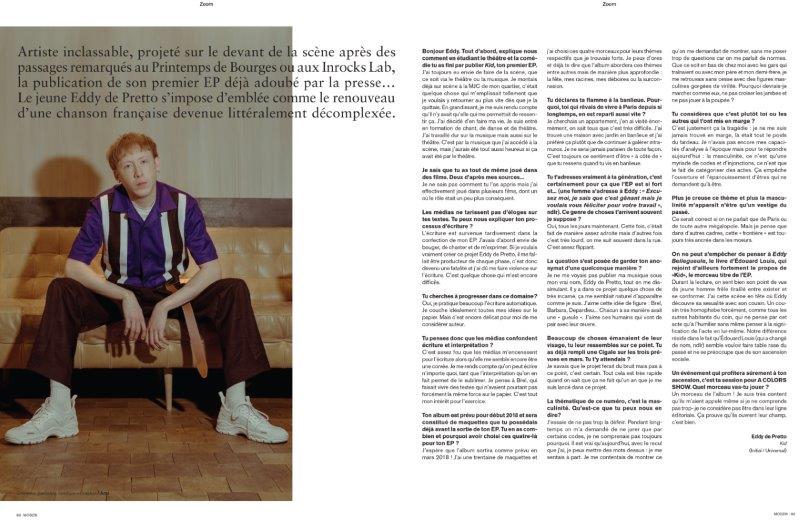 Zoom
Zoom
Artiste inclassable, projeté sur le devant de la scène après des
passages remarqués au Printemps de Bourges ou aux Inrocks Lab,
la publication de son premier EP déjà adoubé par la presse...
Le jeune Eddy de Pretto s'impose d'emblée comme le renouveau
d'une chanson française devenue littéralement décomplexée.
Bonjour Eddy. Tout d'abord, explique nous
comment en étudiant le théâtre et la comé-
die tu as fini par publier Kid, ton premier EP.
J'ai toujours eu envie de faire de la scène, que
ce soit via le théâtre ou la musique. Je montais
déjà sur scène à la MJC de mon quartier, c'était
quelque chose qui m'emplissait tellement que
je voulais y retourner au plus vite dès que je la
quittais. En grandissant, je me suis rendu compte
qu'il n'y avait qu'elle qui me permettait de ressen-
tir ça. J'ai décidé d'en faire ma vie. Je suis entré
en formation de chant, de danse et de théâtre.
J'ai travaillé dur sur la musique mais aussi sur le
théâtre. C'est par la musique que j'ai accédé à la
scène, mais j'aurais été tout aussi heureux si ça
avait été par le théâtre.
Je sais que tu as tout de même joué dans
des films. Deux d'après mes sources...
Je ne sais pas comment tu l'as appris mais j'ai
effectivement joué dans plusieurs films, dont un
où le rôle était un peu plus conséquent.
Les médias ne tarissent pas d'éloges sur
tes textes. Tu peux nous expliquer ton pro-
cessus d'écriture ?
L'écriture est survenue tardivement dans la
confection de mon EP. J'avais d'abord envie de
bouger, de chanter et de m'exprimer. Si je voulais
vraiment créer ce projet Eddy de Pretto, il me fal-
lait être producteur de chaque phase, c'est donc
devenu une fatalité et j'ai dû me faire violence sur
l'écriture. C'est quelque chose qui m'est encore
difficile.
Tu cherches à progresser dans ce domaine?
Oui, je pratique beaucoup l'écriture automatique.
Je couche idéalement toutes mes idées sur le
papier. Mais c'est encore délicat pour moi de me
considérer auteur.
Tu penses donc que les médias confondent
écriture et interprétation ?
C'est assez fou que les médias m'encensent
pour l'écriture alors qu'elle me semble encore être
une corvée. Je me rends compte qu'on peut écrire
n'importe quoi, tant que l'interprétation qu'on en
fait permet de le sublimer. Je pense à Brel, qui
faisait vivre des textes qui n'avaient pourtant pas
forcément la même force sur le papier. C'est tout
mon intérêt pour l'exercice.
Ton album est prévu pour début 2018 et sera
constitué de maquettes que tu possédais
déjà avant la sortie de ton EP. Tu en as com-
bien et pourquoi avoir choisi ces quatre-là
pour ton EP ?
J'espère que l'album sortira comme prévu en
mars 2018 ! J'ai une trentaine de maquettes et
j'ai choisi ces quatre morceaux pour leurs thèmes
respectifs que je trouvais forts. Je peux d'ores
et déjà te dire que l'album abordera ces thèmes
entre autres mais de manière plus approfondie :
la fête, mes racines, mes déboires ou la surcon-
nection.
Tu déclares ta flamme à la banlieue. Pour-
quoi, toi qui rêvais de vivre à Paris depuis si
longtemps, en est reparti aussi vite ?
Je cherchais un appartement, j'en ai visité énor-
mément, on sait tous que c'est très difficile. J'ai
trouvé une maison avec jardin en banlieue et j'ai
préféré ça plutôt que de continuer à galérer intra-
muros. Je ne serai jamais parisien de toute façon.
C'est toujours ce sentiment d'être « à côté de »
que tu ressens quand tu vis en banlieue.
Tu t'adresses vraiment à ta génération, c'est
certainement pour ça que l'EP est si fort
et... (une femme s'adresse à Eddy : « Excu-
sez moi, je sais que c'est gênant mais je
voulais vous féliciter pour votre travail »,
ndlr). Ce genre de choses t'arrivent souvent
je suppose ?
Oui, tous les jours maintenant. Cette fois, c'était
fait de manière assez adroite mais d'autres fois
c'est très lourd, on me suit souvent dans la rue.
C'est assez flippant.
La question s'est posée de garder ton ano-
nymat d'une quelconque manière ?
Je ne me voyais pas publier ma musique sous
mon vrai nom, Eddy de Pretto, tout en me dis-
simulant. Il y a dans ce projet quelque chose de
très incarné, ça me semblait naturel d'apparaître
comme je suis. J'aime cette idée de figure : Brel,
Barbara, Depardieu... Chacun à sa manière avait
une « gueule ». J'aime ces humains qui vont de
pair avec leur œuvre.
Beaucoup de choses émaneraient de leur
visage, tu leur ressembles sur ce point. Tu
as déjà rempli une Cigale sur les trois pré-
vues en mars. Tu t'y attendais ?
Je savais que le projet ferait du bruit mais pas à
ce point, c'est certain. Tout cela est très rapide
quand on sait que ça ne fait qu'un an que je me
suis lancé dans ce projet.
La thématique de ce numéro, c'est la mas-
culinité. Qu'est-ce que tu peux nous en
dire?
J'essaie de ne pas trop la définir. Pendant long-
temps on m'a demandé de ne jurer que par
certains codes, je ne comprenais pas toujours
pourquoi. Il est vrai qu'aujourd'hui, avec le recul
que j'ai, je peux mettre des mots dessus : je me
sentais à part. Je me contentais de montrer ce
qu'on me demandait de montrer, sans me poser
trop de questions car on me parlait de normes.
Que ce soit en bas de chez moi avec les gars qui
traînaient ou avec mon père et mon demi-frère, je
me retrouvais sans cesse avec des figures mas-
culines gorgées de virilité. Pourquoi devrais-je
marcher comme eux, ne pas croiser les jambes et
ne pas jouer à la poupée ?
Tu considères que c'est plutôt toi ou les
autres qui t'ont mis en marge ?
C'est justement ça la tragédie : je ne me suis
jamais trouvé en marge, là était tout le poids
du fardeau. Je n'avais pas encore mes capaci-
tés d'analyse à l'époque mais pour te répondre
aujourd'hui : la masculinité, ce n'est qu'une
myriade de codes et d'injonctions, ce n'est que
le fait de catégoriser des actes. Ça empêche
l'ouverture et l'épanouissement d'êtres qui ne
demandent qu'à être.
Plus je creuse ce thème et plus la masculi-
nité m'apparaît n'être qu'un vestige du
passé.
Ce serait correct si on ne parlait que de Paris ou
de toute autre mégalopole. Mais je pense que
dans d'autres cadres, cette « frontière » est tou-
jours très ancrée dans les mœurs.
On ne peut s'empêcher de penser à Eddy
Bellegueule, le livre d'Édouard Louis, qui
rejoint d'ailleurs fortement le propos de
«Kid», le morceau titre de l'EP.
Durant la lecture, on sent bien son point de vue
de jeune homme frêle tiraillé entre exister et
se conformer. J'ai cette scène en tête où Eddy
découvre sa sexualité avec son cousin. Un cou-
sin très homophobe forcément, comme tous les
autres habitants du coin, qui ne pense par cet
acte qu'à l'humilier sans même penser à la signi-
fication de l'acte en lui-même. Notre différence
réside dans le fait qu'Édouard Louis (qui a changé
de nom, ndlr) semble vouloir faire table rase du
passé et ne se préoccupe que de son ascension
sociale.
Un événement qui profitera sûrement à ton
ascension, c'est ta session pour A COLORS
SHOW. Quel morceau vas-tu jouer ?
Un morceau de l'album ! Je suis très content
qu'ils m'aient appelé même si je ne comprends
pas trop- je ne considère pas être dans leur ligne
éditoriale. Ça prouve qu'ils ouvrent leur champ,
c'est bien.
Eddy de Pretto
Kid
(Initial / Universal)